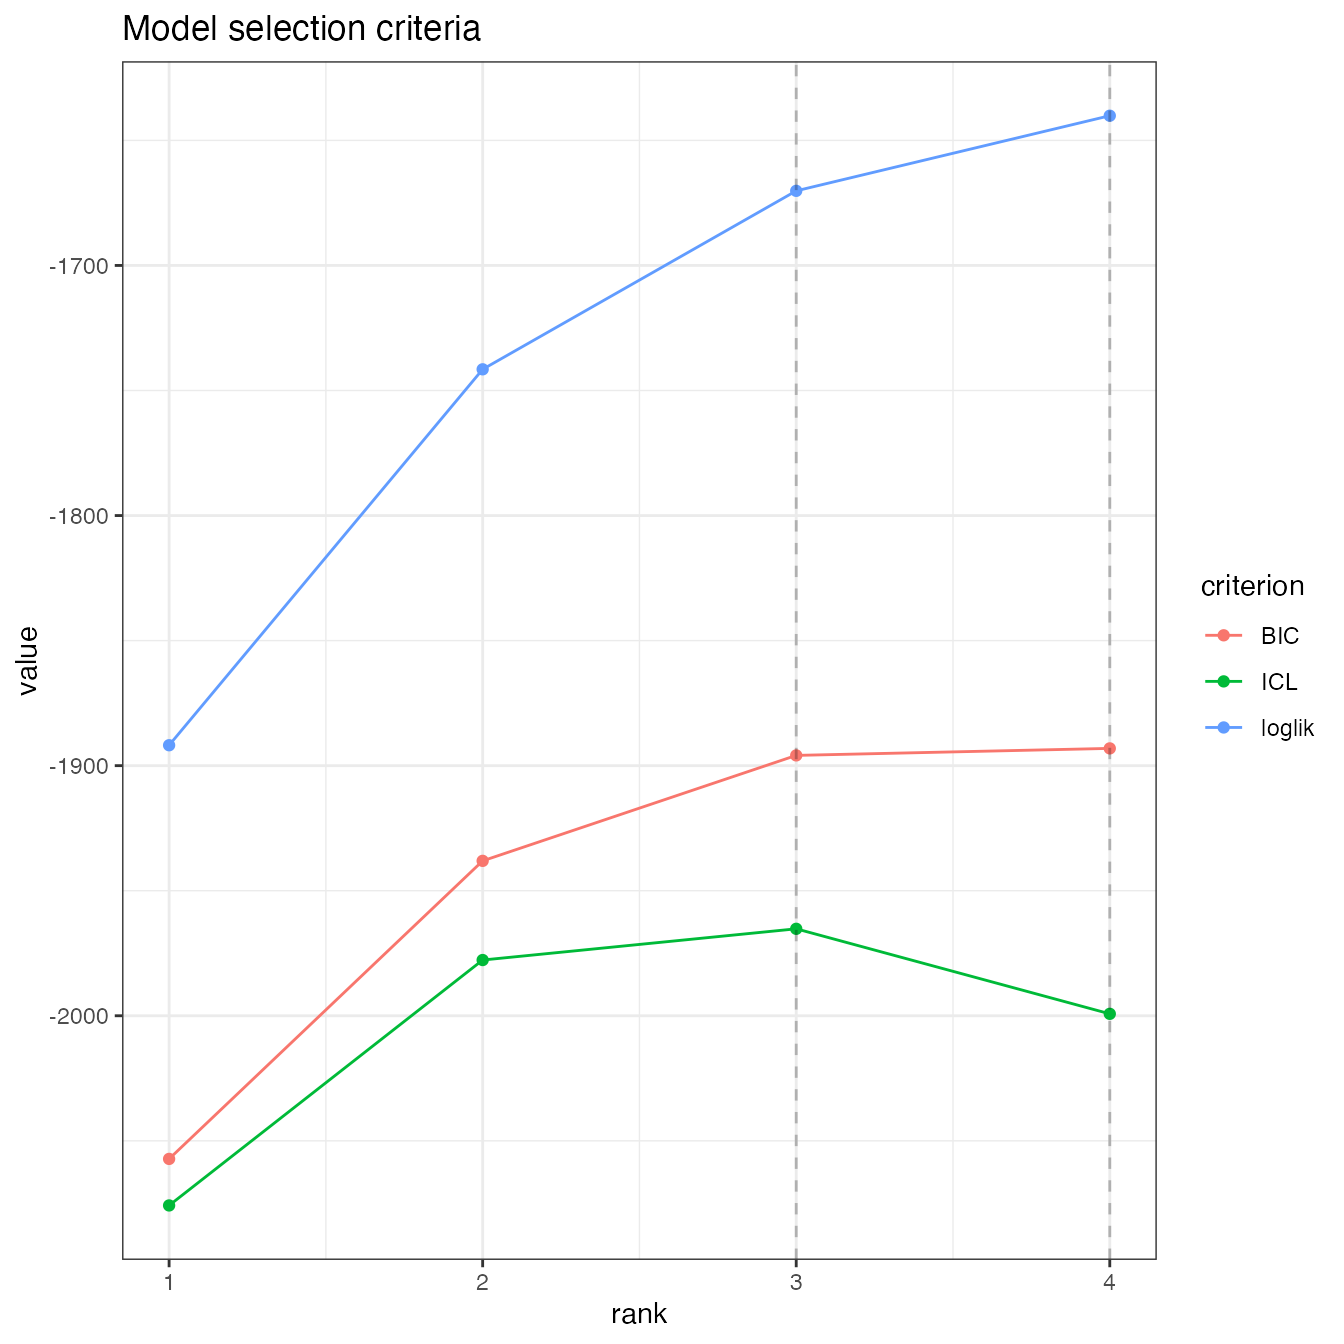 Model selection criteria
value
-1700
-1800
-1900
-2000
1 2 3 4
rank
criterion
BIC
ICL
loglik